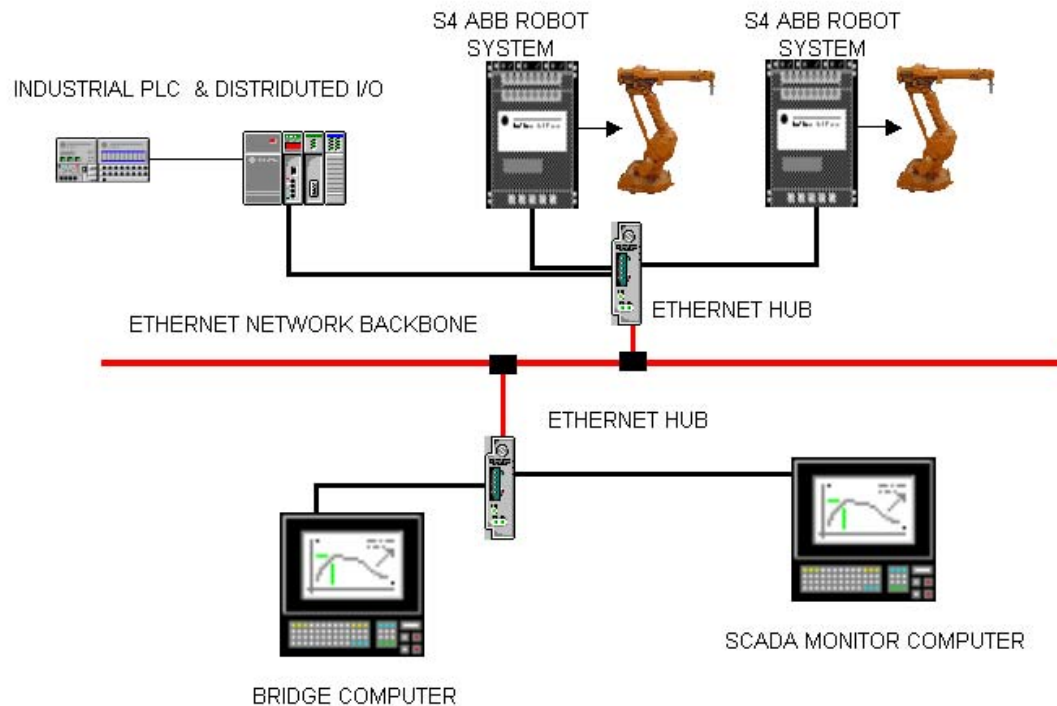 S4 ABB ROBOT
SYSTEM
S4 ABB ROBOT
SYSTEM
INDUSTRIAL PLC & DISTRIDUTED I/O
ETHERNET HUB
ETHERNET NETWORK BACKBONE
ETHERNET HUB
SCADA MONITOR COMPUTER
BRIDGE COMPUTER